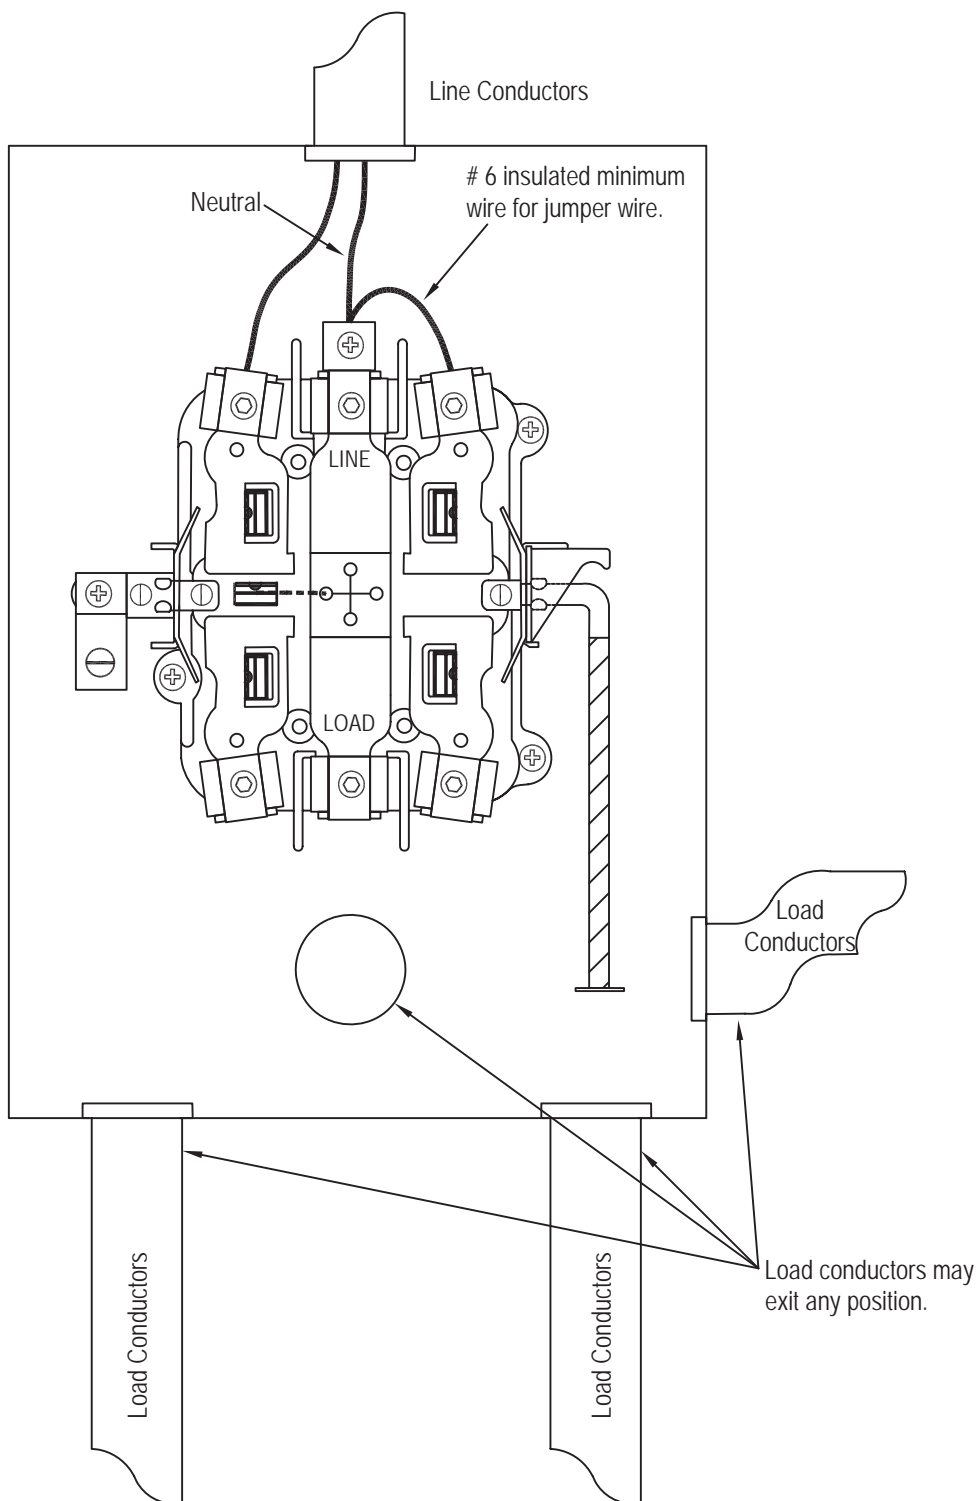 Line Conductors
# 6 insulated minimum
wire for jumper wire.
Neutral
LINE
LOAD
Load
Conductors
Load conductors may
exit any position.
Load Conductors
Load Conductors